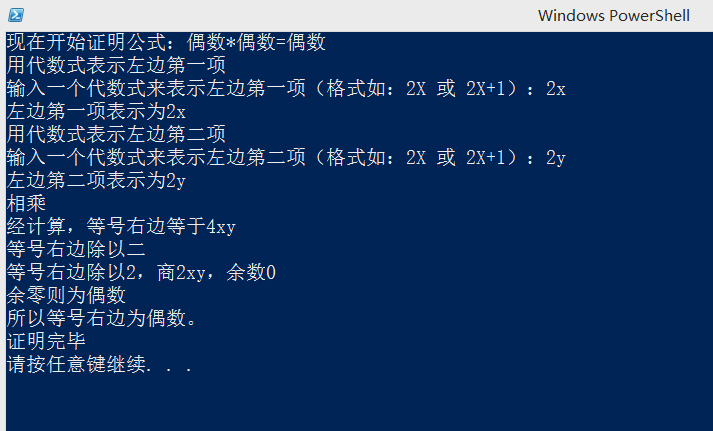 Windows PowerShell
现在开始证明公式：偶数*偶数=偶数
用代数式表示左边第一项
输入一个代数式来表示左边第一项（格式如：2X 或 2X+1）：2x
左边第一项表示为2x
用代数式表示左边第二项
输入一个代数式来表示左边第二项（格式如：2X 或 2X+1）：2y
左边第二项表示为2y
相乘
经计算，等号右边等于4xy
等号右边除以二
等号右边除以2，商2xy，余数0
余零则为偶数
所以等号右边为偶数。
证明完毕
请按任意键继续. . .